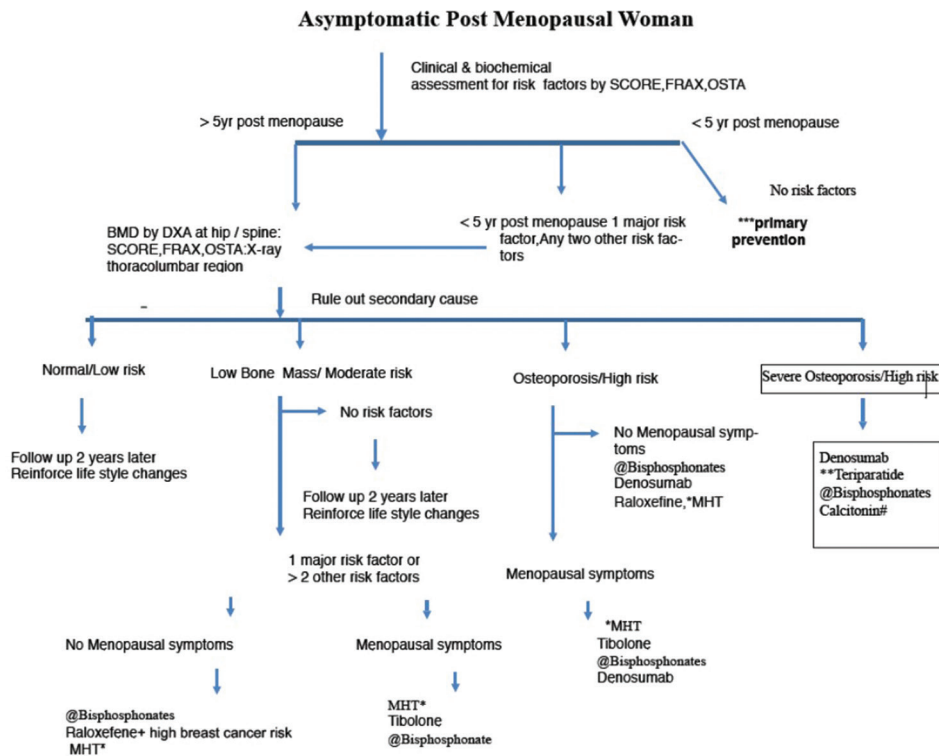 Asymptomatic Post Menopausal Woman
Clinical & biochemical
assessment for risk factors by SCORE,FRAX,OSTA
> 5yr post menopause
< 5 yr post menopause
No risk factors
***primary
prevention
< 5 yr post menopause 1 major risk
factor,Any two other risk fac-
tors
BMD by DXA at hip / spine:
SCORE,FRAX,OSTA:X-ray
thoracolumbar region
Rule out secondary cause
Normal/Low risk
Low Bone Mass/ Moderate risk
Osteoporosis/High risk
Severe Osteoporosis/High risk
Follow up 2 years later
Reinforce life style changes
No risk factors
Follow up 2 years later
Reinforce life style changes
No Menopausal symp-
toms
@Bisphosphonates
Denosumab
Raloxefine,*MHT
Denosumab
**Teriparatide
@Bisphosphonates
Calcitonin#
1 major risk factor or
> 2 other risk factors
Menopausal symptoms
*MHT
Tibolone
@Bisphosphonates
Denosumab
No Menopausal symptoms
Menopausal symptoms
@Bisphosphonates
Raloxefene+ high breast cancer risk
MHT*
MHT*
Tibolone
@Bisphosphonate